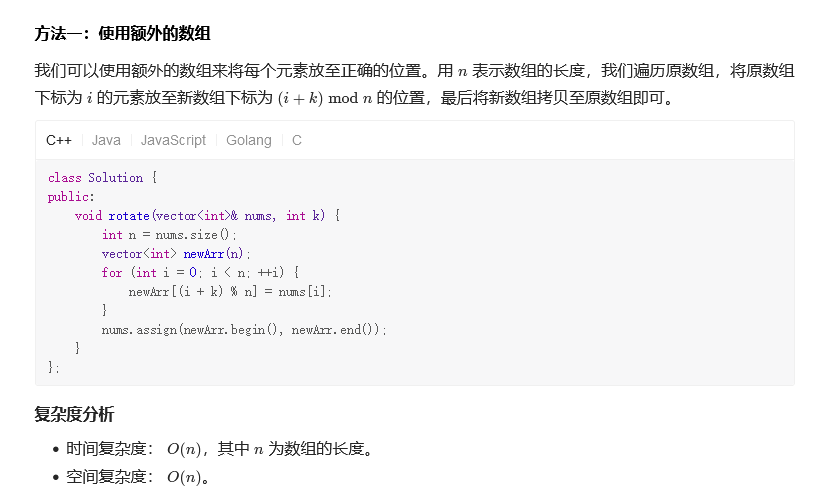 方法一：使用额外的数组
我们可以使用额外的数组来将每个元素放至正确的位置。用 n 表示数组的长度，我们遍历原数组，将原数组
下标为 i 的元素放至新数组下标为 (i + k) mod n 的位置，最后将新数组拷贝至原数组即可。
C++ Java JavaScript Golang C
class Solution {
public:
    void rotate(vector<int>& nums, int k) {
        int n = nums.size();
        vector<int> newArr(n);
        for (int i = 0; i < n; ++i) {
            newArr[(i + k) % n] = nums[i];
        }
        nums.assign(newArr.begin(), newArr.end());
    }
};
复杂度分析
• 时间复杂度： O(n)，其中 n 为数组的长度。
• 空间复杂度： O(n)。